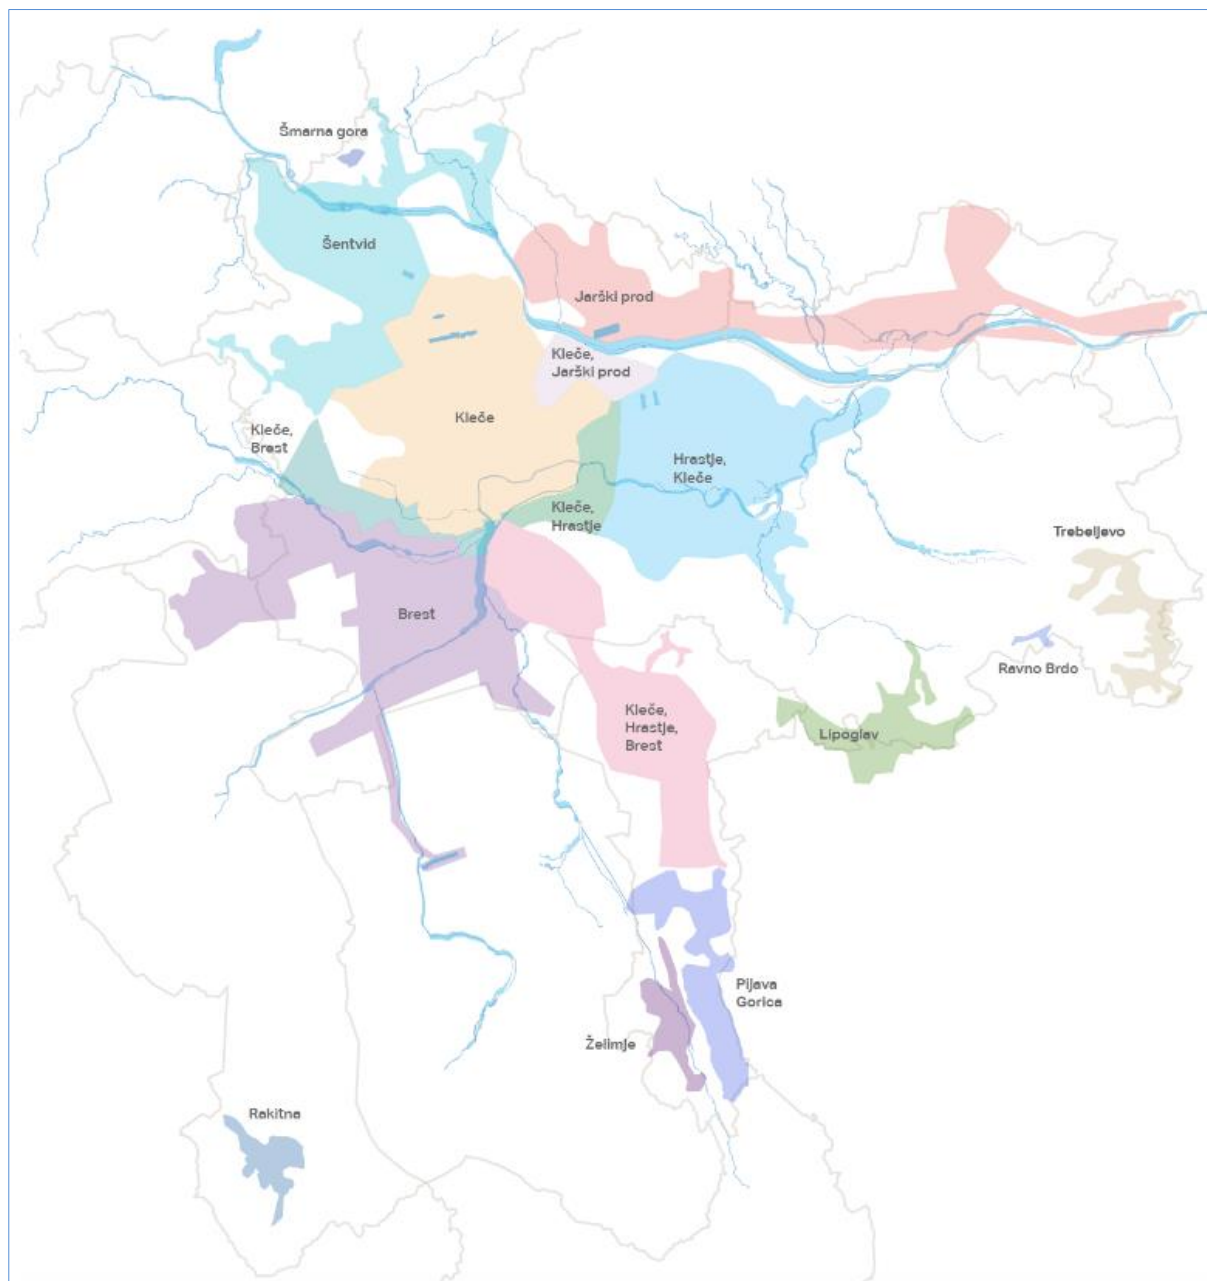 Šmarna gora
Šentvid
Jarški prod
Kleče,
Jarški prod
Kleče
Kleče,
Brest
Hrastje,
Kleče
Kleče,
Hrastje
Trebeljevo
Brest
Ravno Brdo
Kleče,
Hrastje,
Brest
Lipoglav
Pijava
Gorica
Želimje
Rakitna